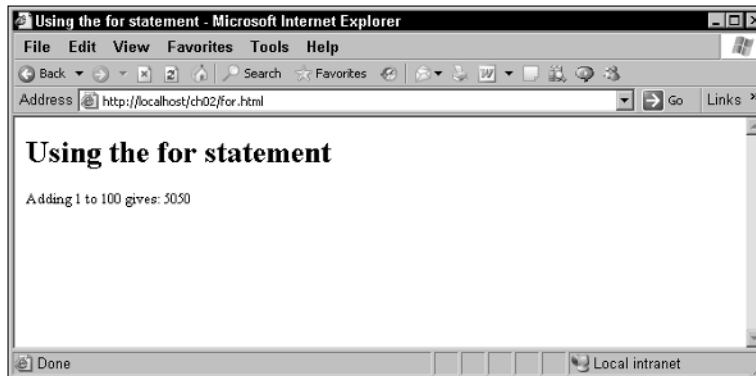 Using the for statement - Microsoft Internet Explorer
File Edit View Favorites Tools Help
Back Search Favorites
Address http://localhost/ch02/for.html Go Links »
Using the for statement
Adding 1 to 100 gives: 5050
Done Local intranet